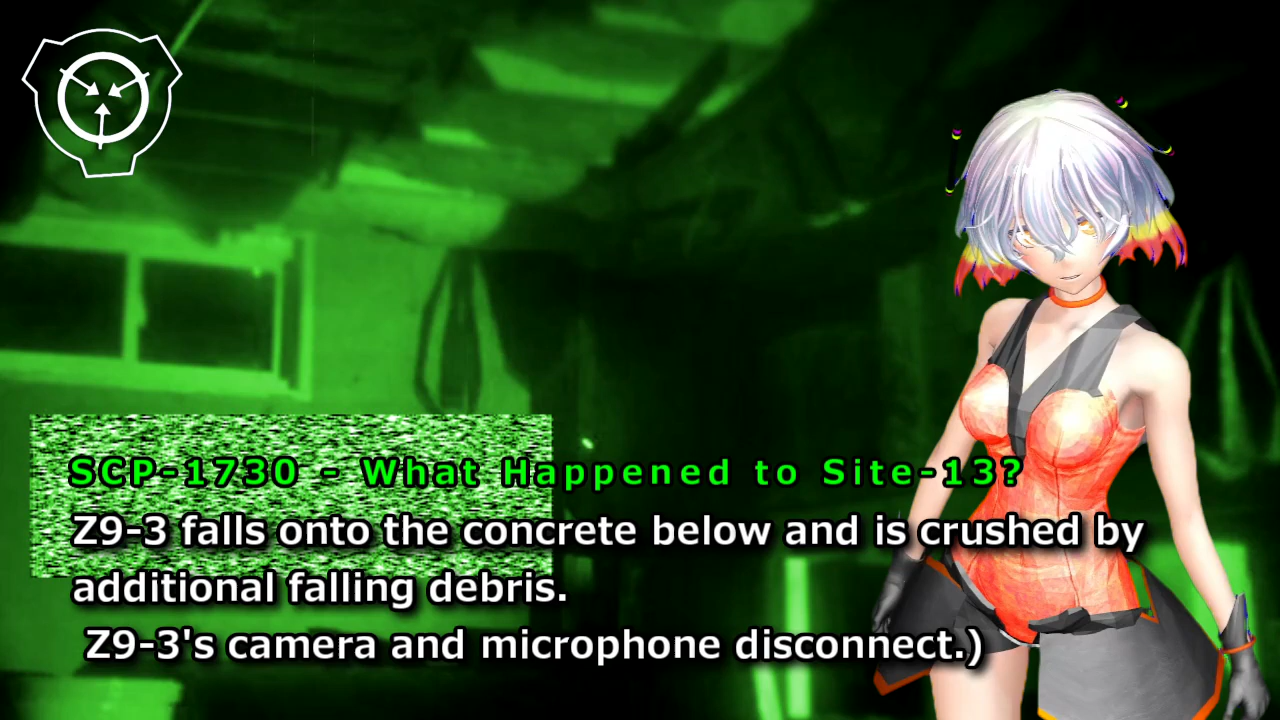 SCP-1730 - What Happened to Site-13?
Z9-3 falls onto the concrete below and is crushed by
additional falling debris.
Z9-3's camera and microphone disconnect.)